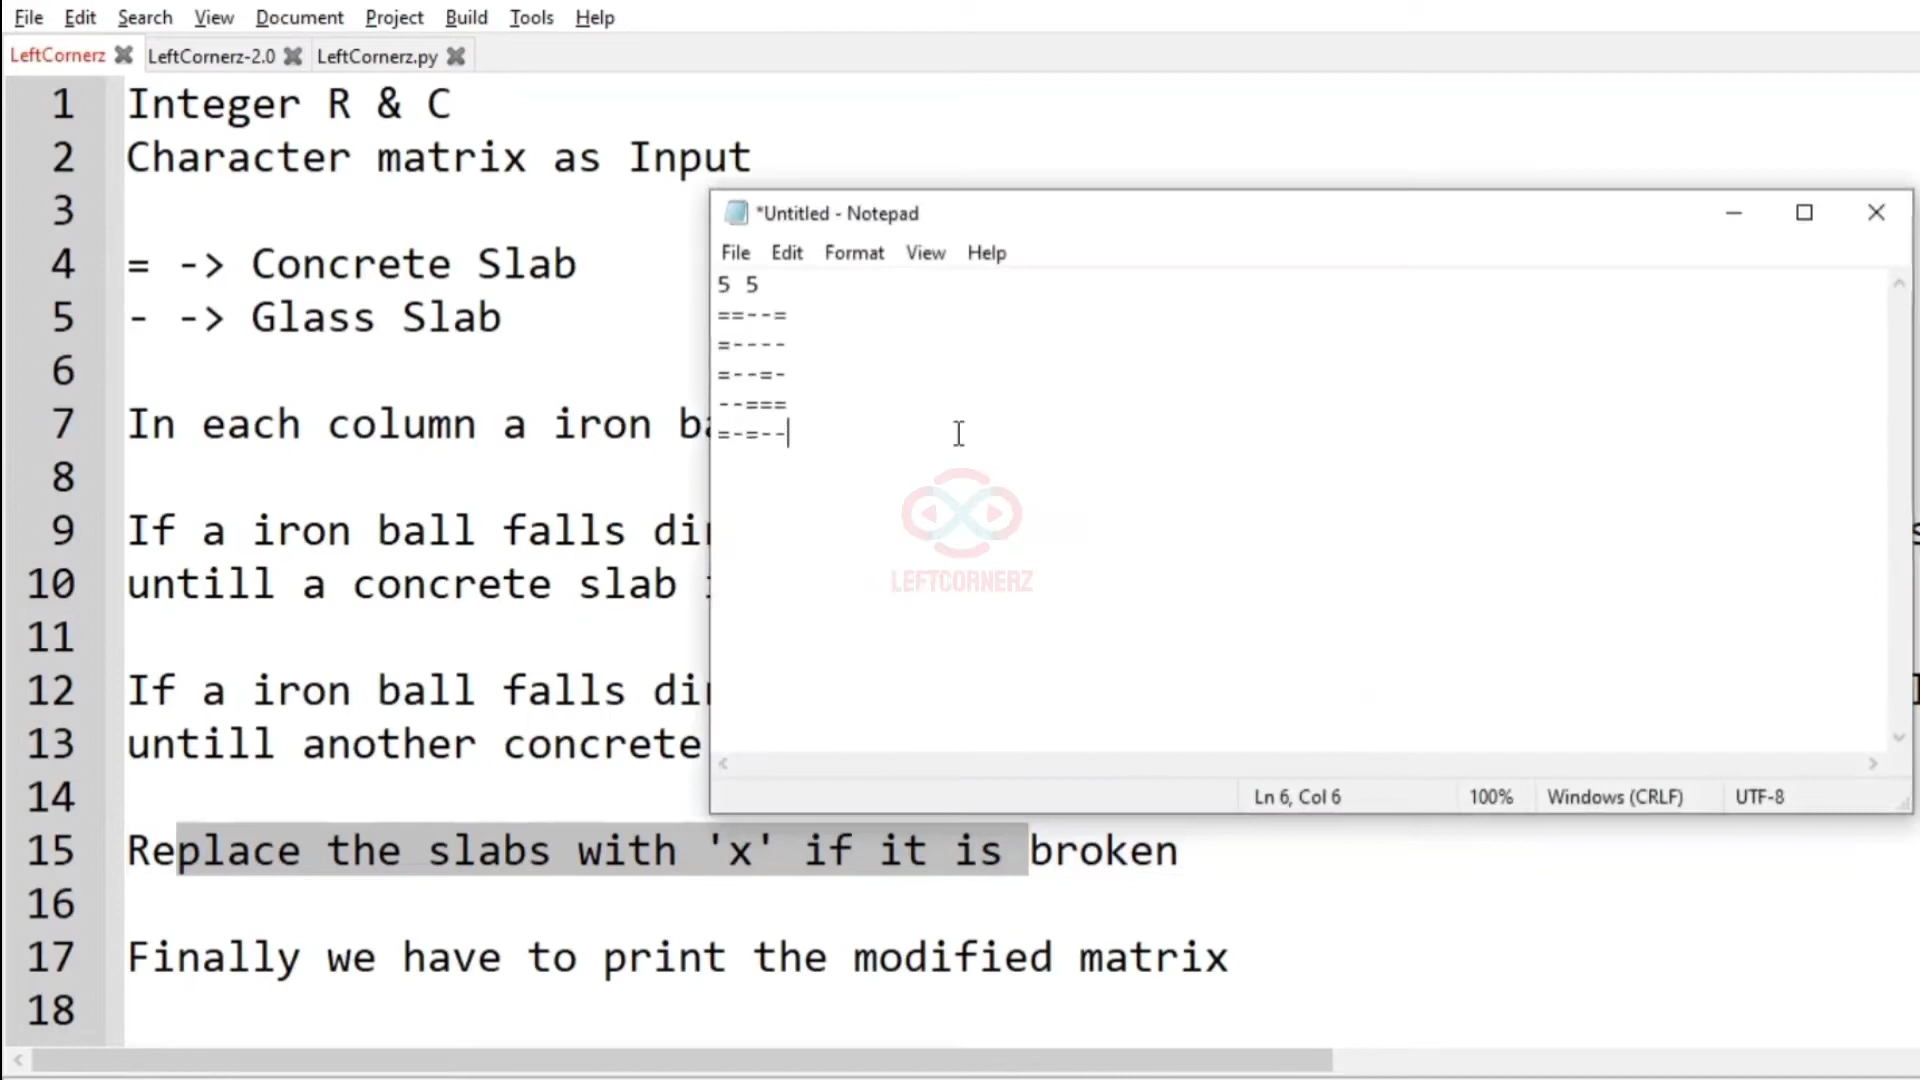 File Edit Search View Document Project Build Tools Help
LeftCornerz LeftCornerz-2.0 LeftCornerz.py
1 Integer R & C
2 Character matrix as Input
3
4 = -> Concrete Slab
5 - -> Glass Slab
6
7 In each column a iron
8
9 If a iron ball falls
10 untill a concrete slab
11
12 If a iron ball falls
13 untill another concrete
14
15 Replace the slabs with 'x' if it is broken
16
17 Finally we have to print the modified matrix
18
*Untitled - Notepad
File Edit Format View Help
5 5
==--=
=----
=--=-
--===
=-=--
LEFTCORNERZ
Ln 6, Col 6 100% Windows (CRLF) UTF-8